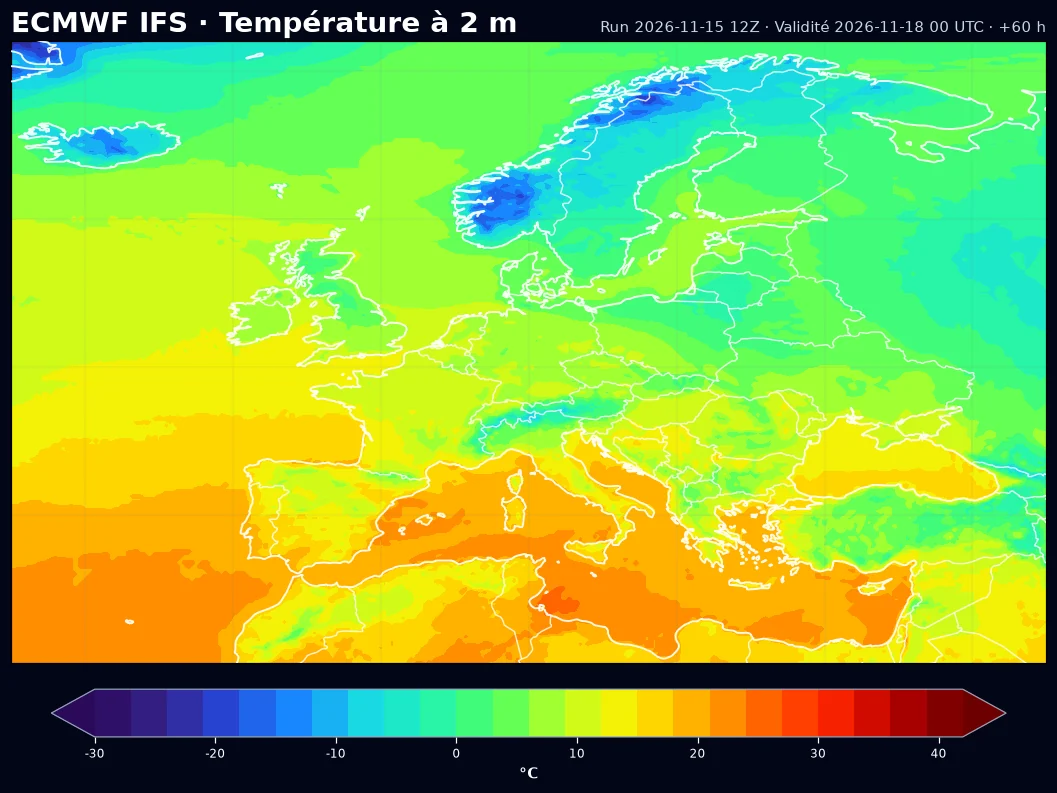 ECMWF IFS · Température à 2 m
Run 2026-11-15 12Z · Validité 2026-11-18 00 UTC · +60 h
-30 -20 -10 0 10 20 30 40
°C